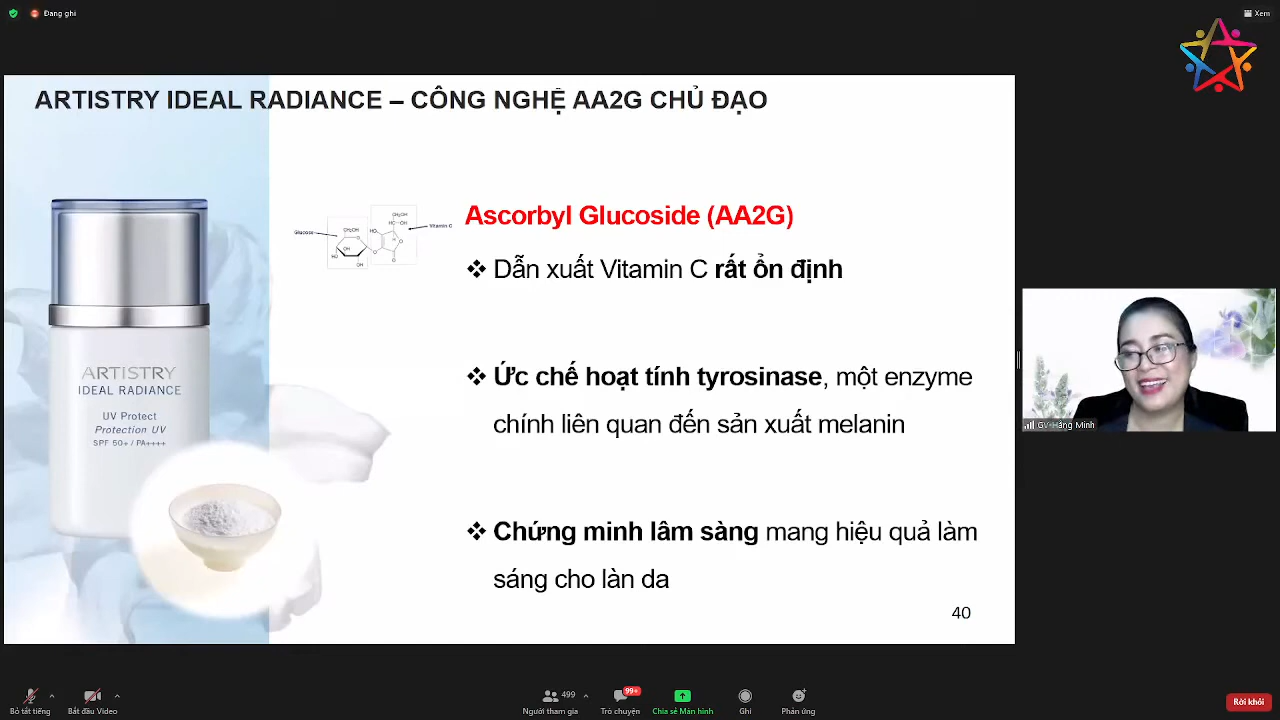 Đang ghi
Xem
ARTISTRY IDEAL RADIANCE – CÔNG NGHỆ AA2G CHỦ ĐẠO
Glucose
Vitamin C
Ascorbyl Glucoside (AA2G)
❖ Dẫn xuất Vitamin C rất ổn định
❖ Ức chế hoạt tính tyrosinase, một enzyme
chính liên quan đến sản xuất melanin
❖ Chứng minh lâm sàng mang hiệu quả làm
sáng cho làn da
40
ARTISTRY
IDEAL RADIANCE
UV Protect
Protection UV
SPF 50+ / PA++++
GV-Hằng Minh
Bỏ tắt tiếng
Bắt đầu Video
499
Người tham gia
99+
Trò chuyện
Chia sẻ Màn hình
Ghi
Phản ứng
Rời khỏi